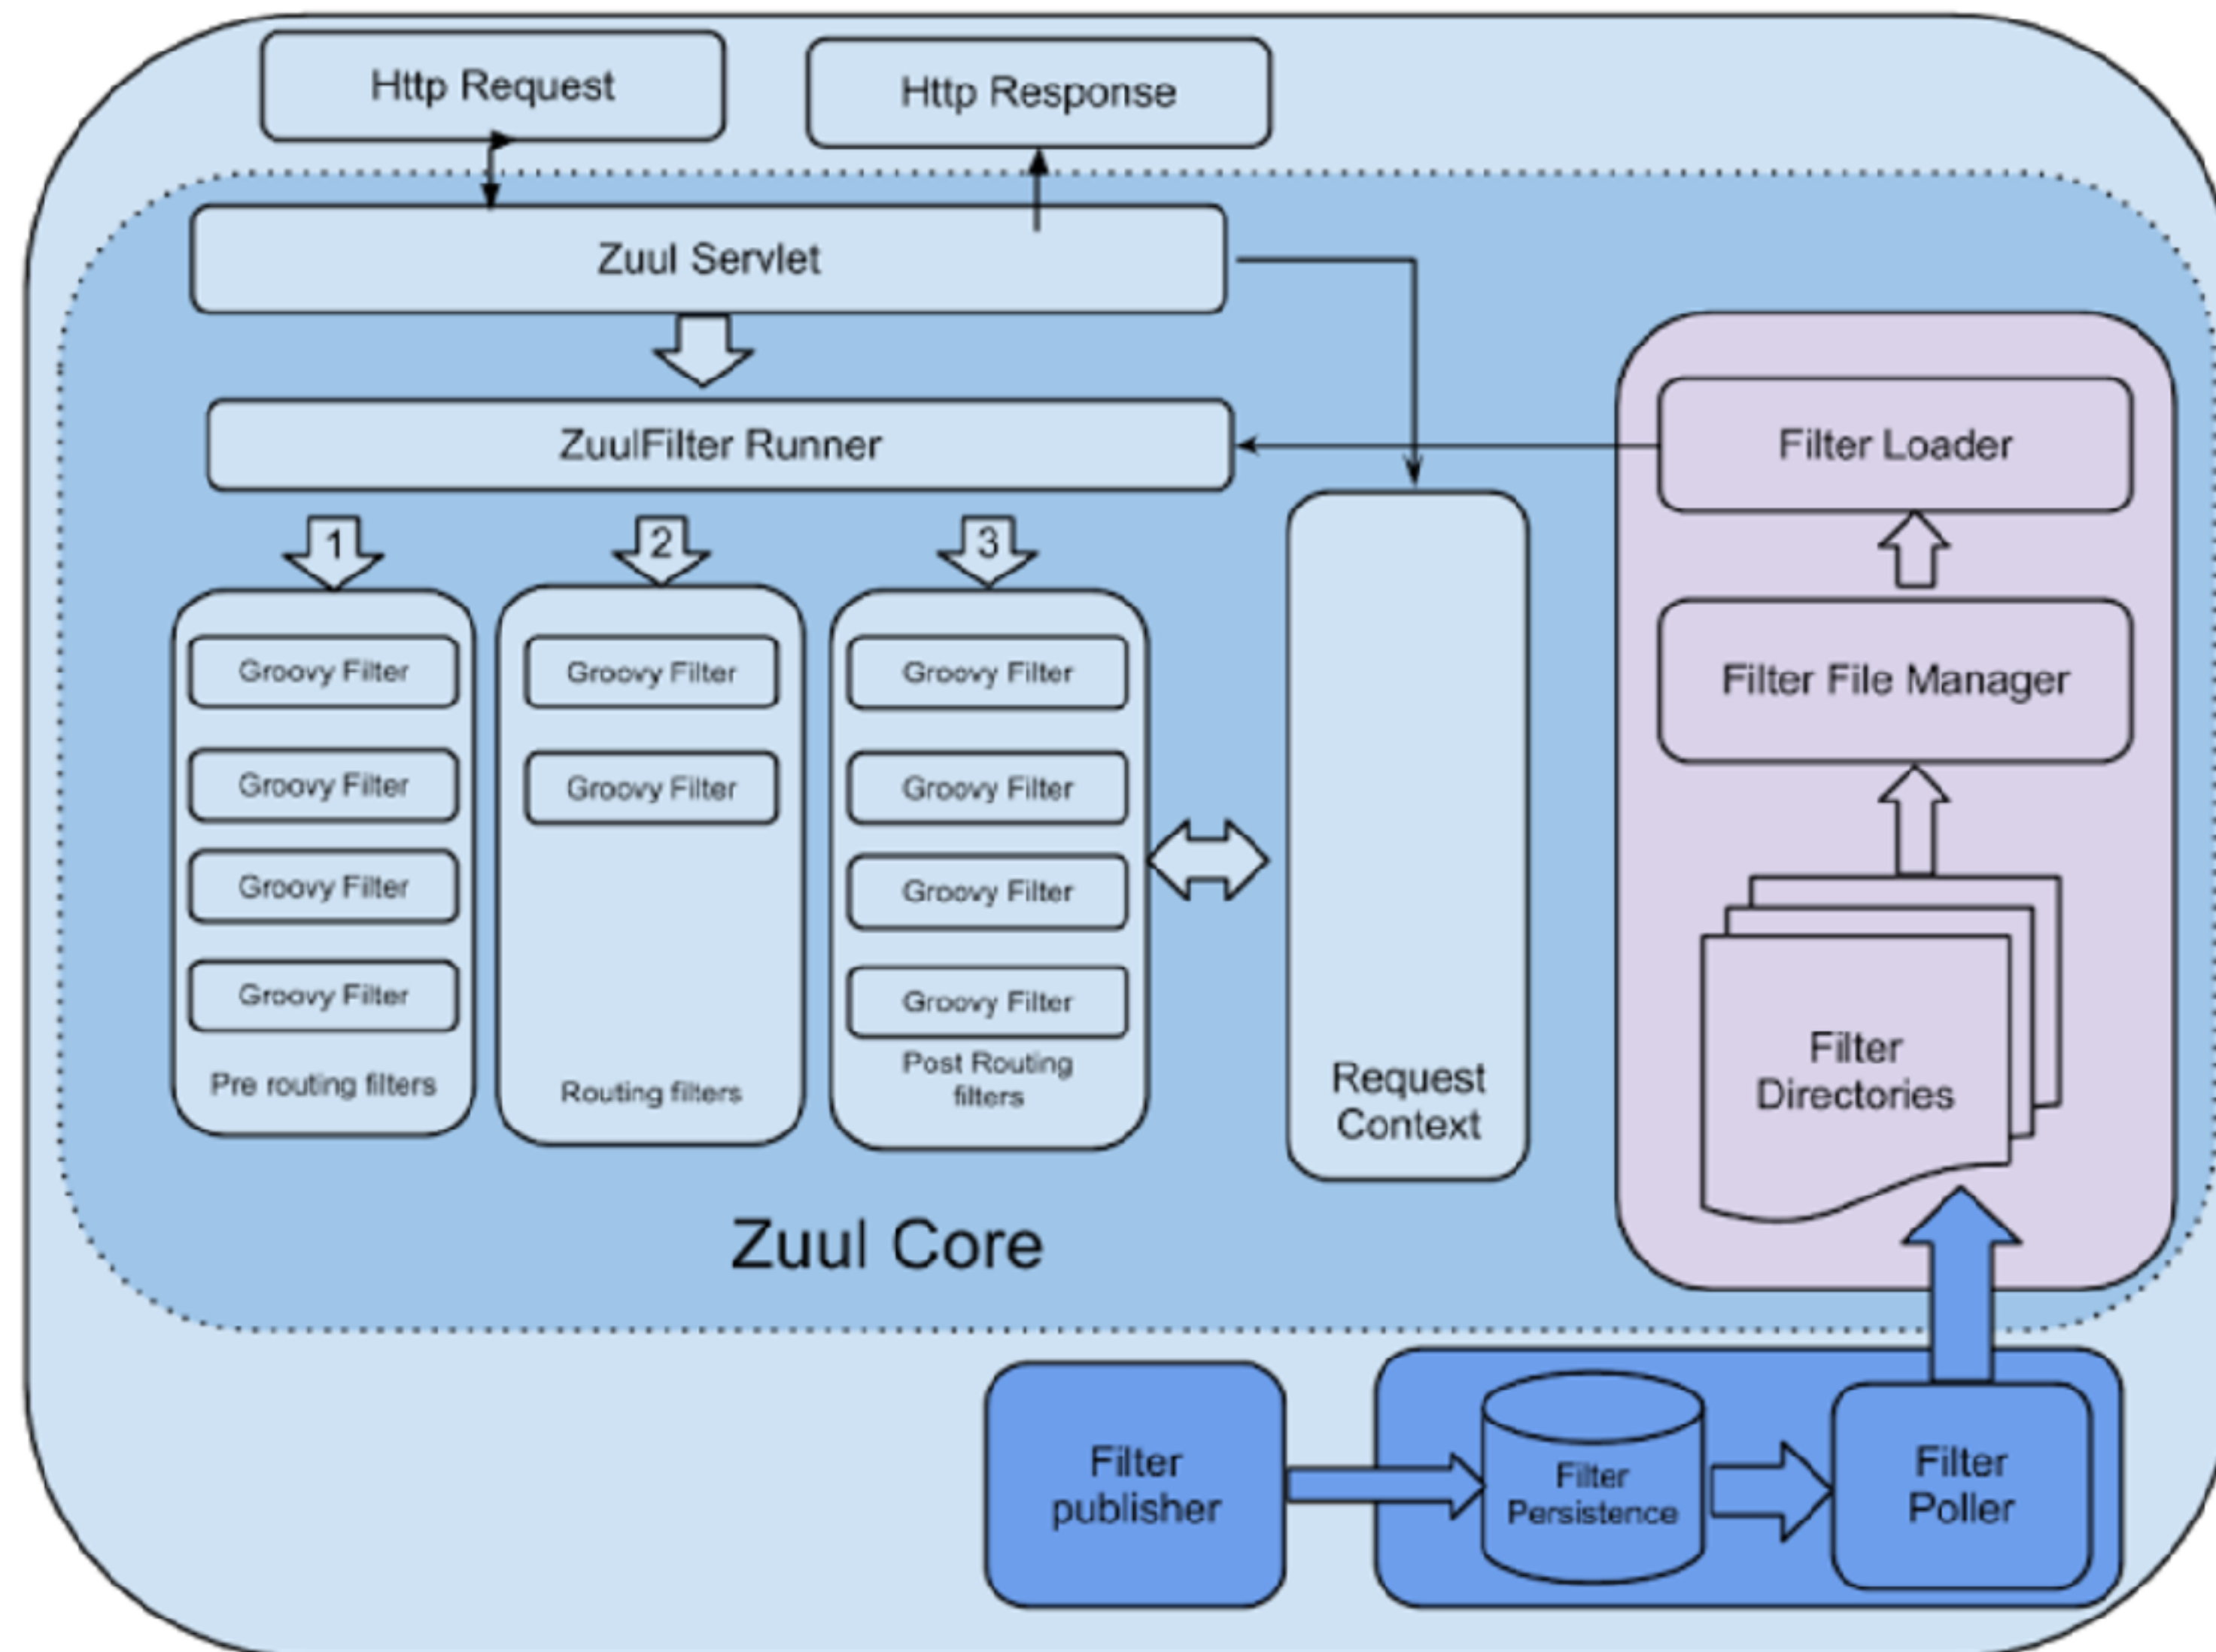 Http Request
Http Response
Zuul Servlet
ZuulFilter Runner
Filter Loader
1
2
3
Groovy Filter
Groovy Filter
Groovy Filter
Groovy Filter
Pre routing filters
Groovy Filter
Groovy Filter
Routing filters
Groovy Filter
Groovy Filter
Groovy Filter
Groovy Filter
Post Routing
filters
Request
Context
Filter File Manager
Filter
Directories
Zuul Core
Filter
publisher
Filter
Persistence
Filter
Poller